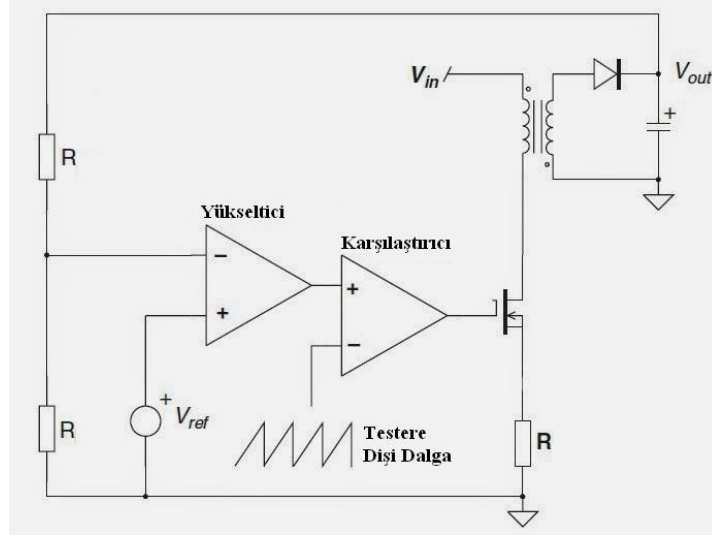 V_in
V_out
+
R
Yükseltici
Karşılaştırıcı
−
+
+
−
+
V_ref
R
Testere
Dişi Dalga
R